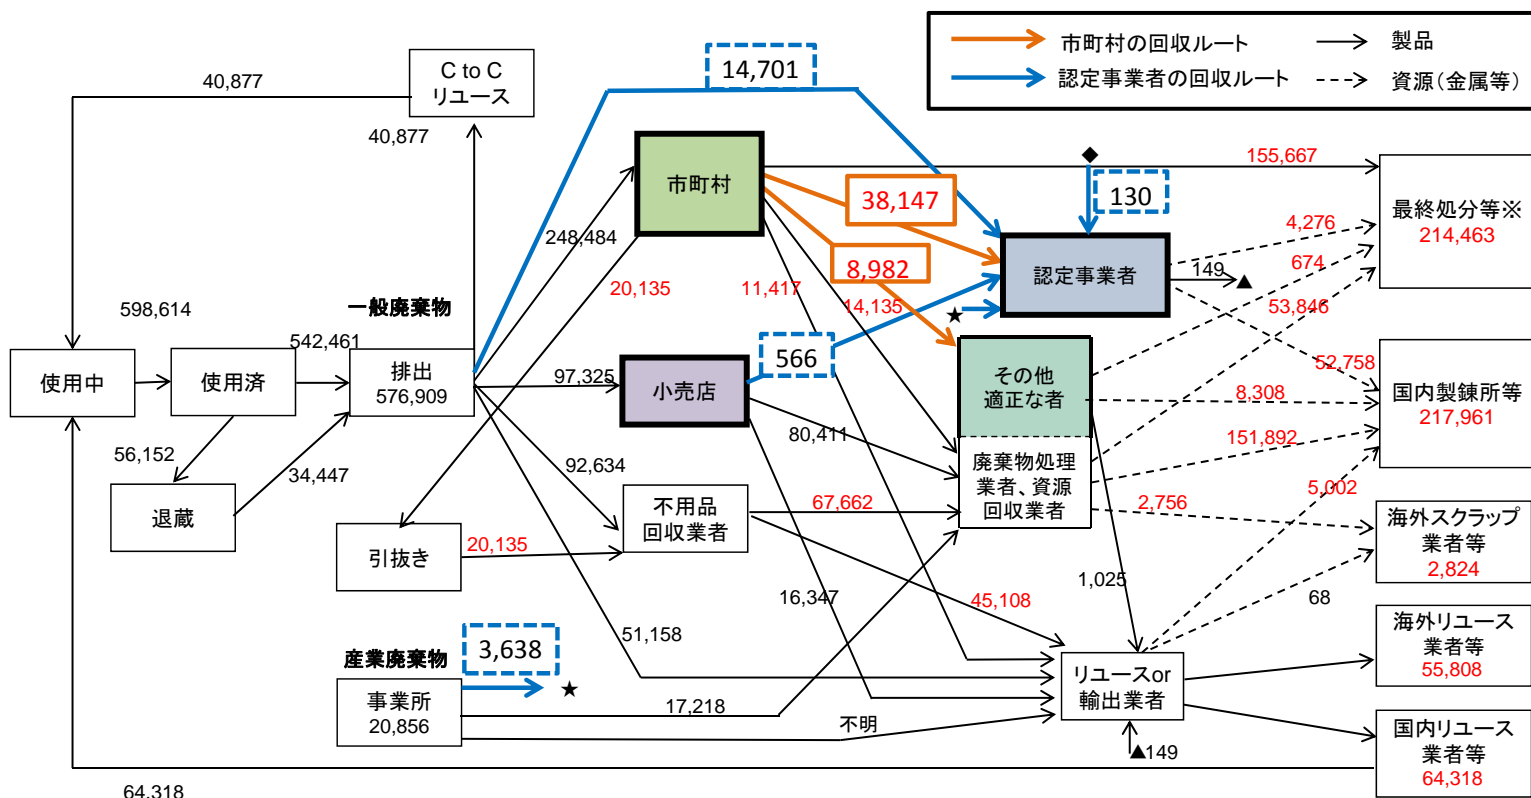 市町村の回収ルート
製品
認定事業者の回収ルート
資源(金属等)
C to C
リユース
40,877
40,877
14,701
市町村
38,147
8,982
◆
130
155,667
最終処分等※
214,463
4,276
674
認定事業者
149
▲
★
248,484
20,135
11,417
14,135
53,846
52,758
598,614
一般廃棄物
542,461
使用中
使用済
排出
576,909
97,325
小売店
566
その他
適正な者
8,308
国内製錬所等
217,961
56,152
34,447
退蔵
92,634
80,411
廃棄物処理
業者、資源
回収業者
151,892
2,756
5,002
引抜き
20,135
不用品
回収業者
67,662
海外スクラップ
業者等
2,824
68
1,025
16,347
45,108
51,158
産業廃棄物
3,638
★
事業所
20,856
17,218
不明
リユースor
輸出業者
▲149
海外リユース
業者等
55,808
国内リユース
業者等
64,318
64,318